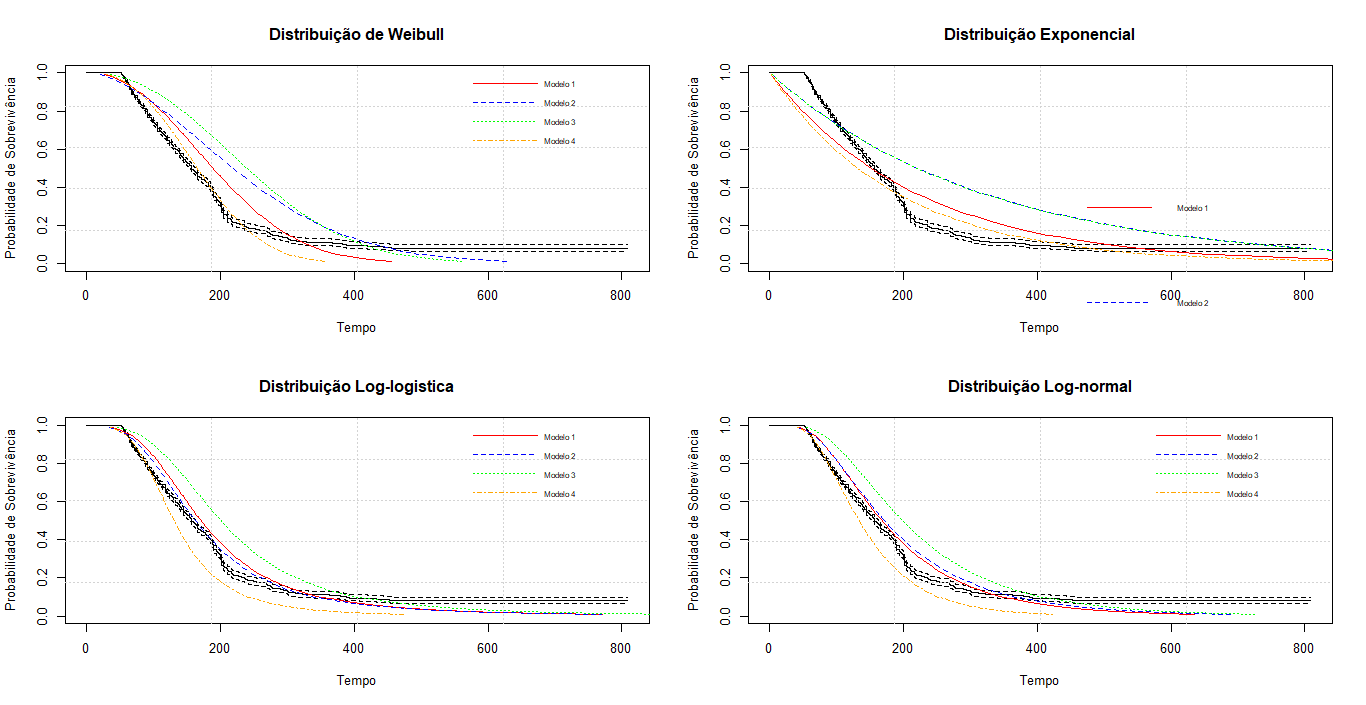 Distribuição de Weibull
Probabilidade de Sobrevivência
1.0
0.8
0.6
0.4
0.2
0.0
Modelo 1
Modelo 2
Modelo 3
Modelo 4
0 200 400 600 800
Tempo
Distribuição Exponencial
Probabilidade de Sobrevivência
1.0
0.8
0.6
0.4
0.2
0.0
Modelo 1
0 200 400 600 800
Modelo 2
Tempo
Distribuição Log-logistica
Probabilidade de Sobrevivência
1.0
0.8
0.6
0.4
0.2
0.0
Modelo 1
Modelo 2
Modelo 3
Modelo 4
0 200 400 600 800
Tempo
Distribuição Log-normal
Probabilidade de Sobrevivência
1.0
0.8
0.6
0.4
0.2
0.0
Modelo 1
Modelo 2
Modelo 3
Modelo 4
0 200 400 600 800
Tempo